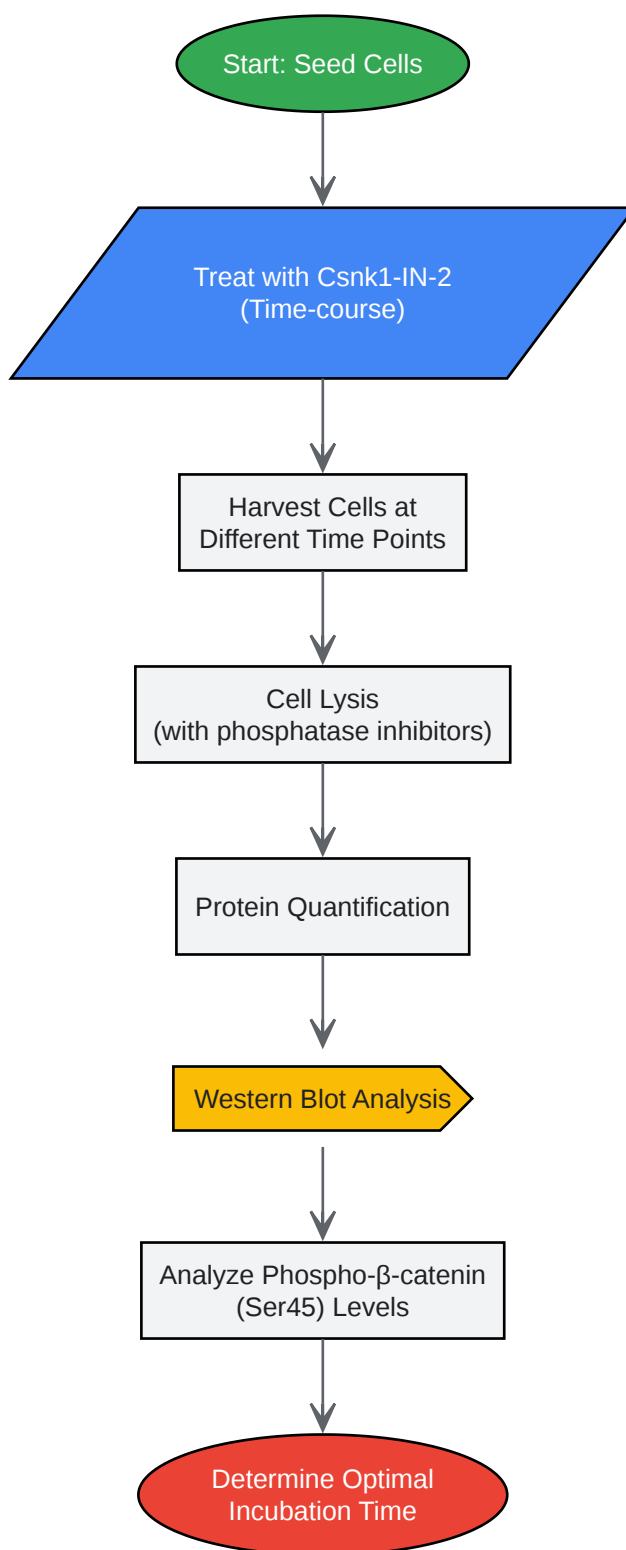 Start: Seed Cells
Treat with Csnk1-IN-2
(Time-course)
Harvest Cells at
Different Time Points
Cell Lysis
(with phosphatase inhibitors)
Protein Quantification
Western Blot Analysis
Analyze Phospho-β-catenin
(Ser45) Levels
Determine Optimal
Incubation Time